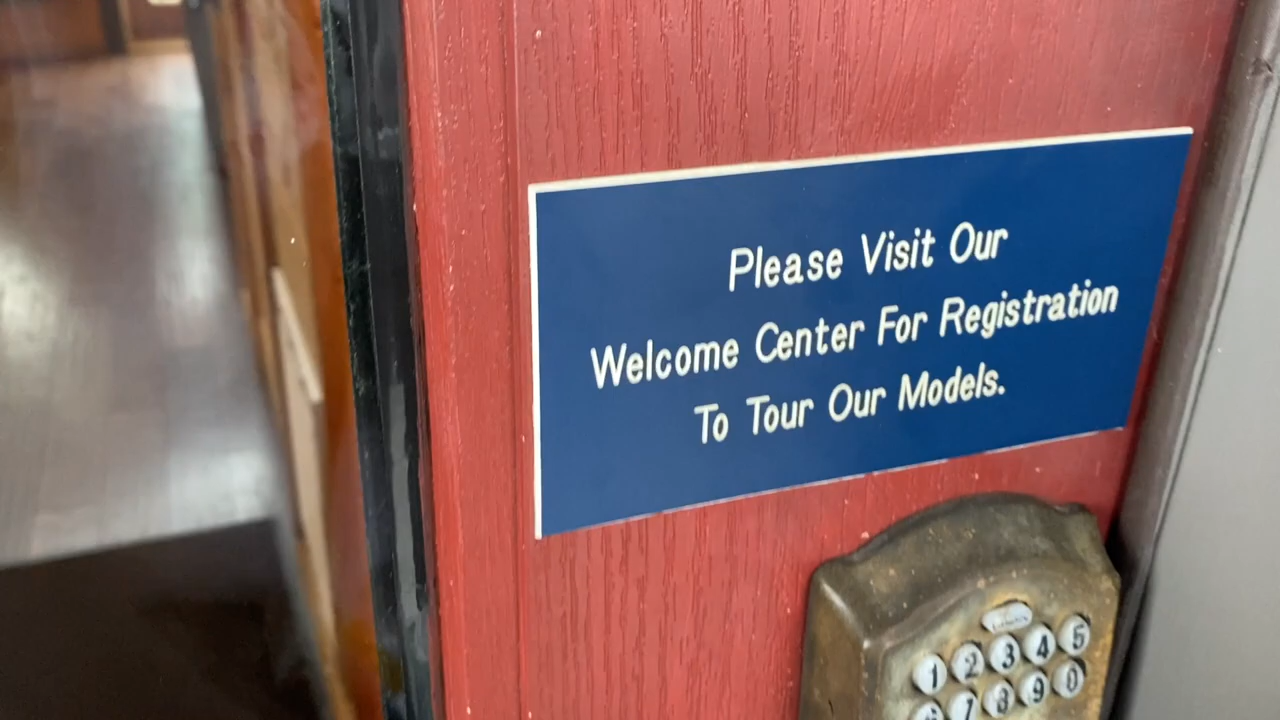 Please Visit Our
Welcome Center For Registration
To Tour Our Models.
1 2 3 4 5
6 7 8 9 0